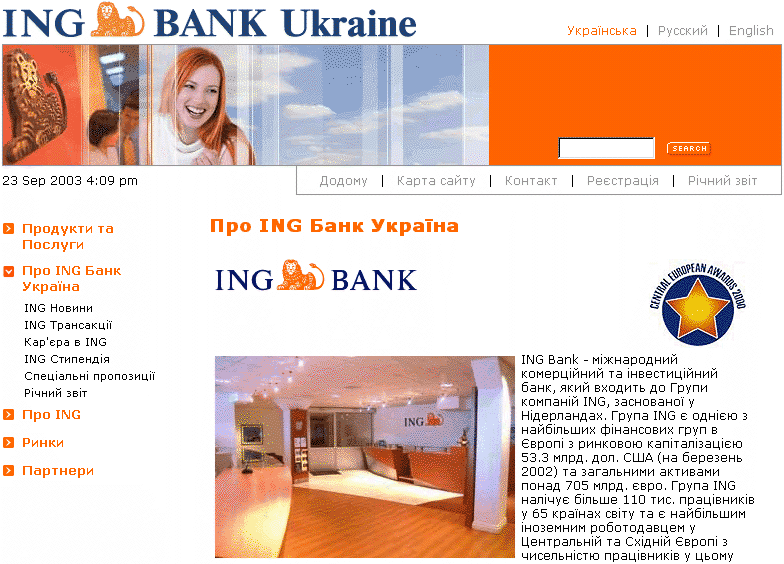 ING BANK Ukraine
Українська | Русский | English
SEARCH
23 Sep 2003 4:09 pm
Додому | Карта сайту | Контакт | Реєстрація | Річний звіт
Продукти та
Послуги
Про ING Банк
Україна
ING Новини
ING Трансакції
Кар'єра в ING
ING Стипендія
Спеціальні пропозиції
Річний звіт
Про ING
Ринки
Партнери
Про ING Банк Україна
ING BANK
CENTRAL EUROPEAN AWARDS 2000
ING
ING Bank - міжнародний
комерційний та інвестиційний
банк, який входить до Групи
компаній ING, заснованої у
Нідерландах. Група ING є однією з
найбільших фінансових груп в
Європі з ринковою капіталізацією
53.3 млрд. дол. США (на березень
2002) та загальними активами
понад 705 млрд. євро. Група ING
налічує більше 110 тис. працівників
у 65 країнах світу та є найбільшим
іноземним роботодавцем у
Центральній та Східній Європі з
чисельністю працівників у цьому